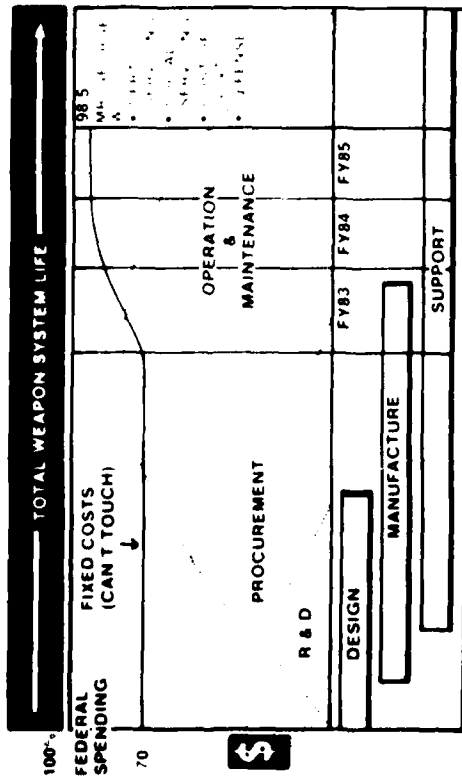 TOTAL WEAPON SYSTEM LIFE
100%
FEDERAL
SPENDING
FIXED COSTS
(CAN T TOUCH)
98 5
70
$
R & D
PROCUREMENT
OPERATION
&
MAINTENANCE
FY83
FY84
FY85
DESIGN
MANUFACTURE
SUPPORT